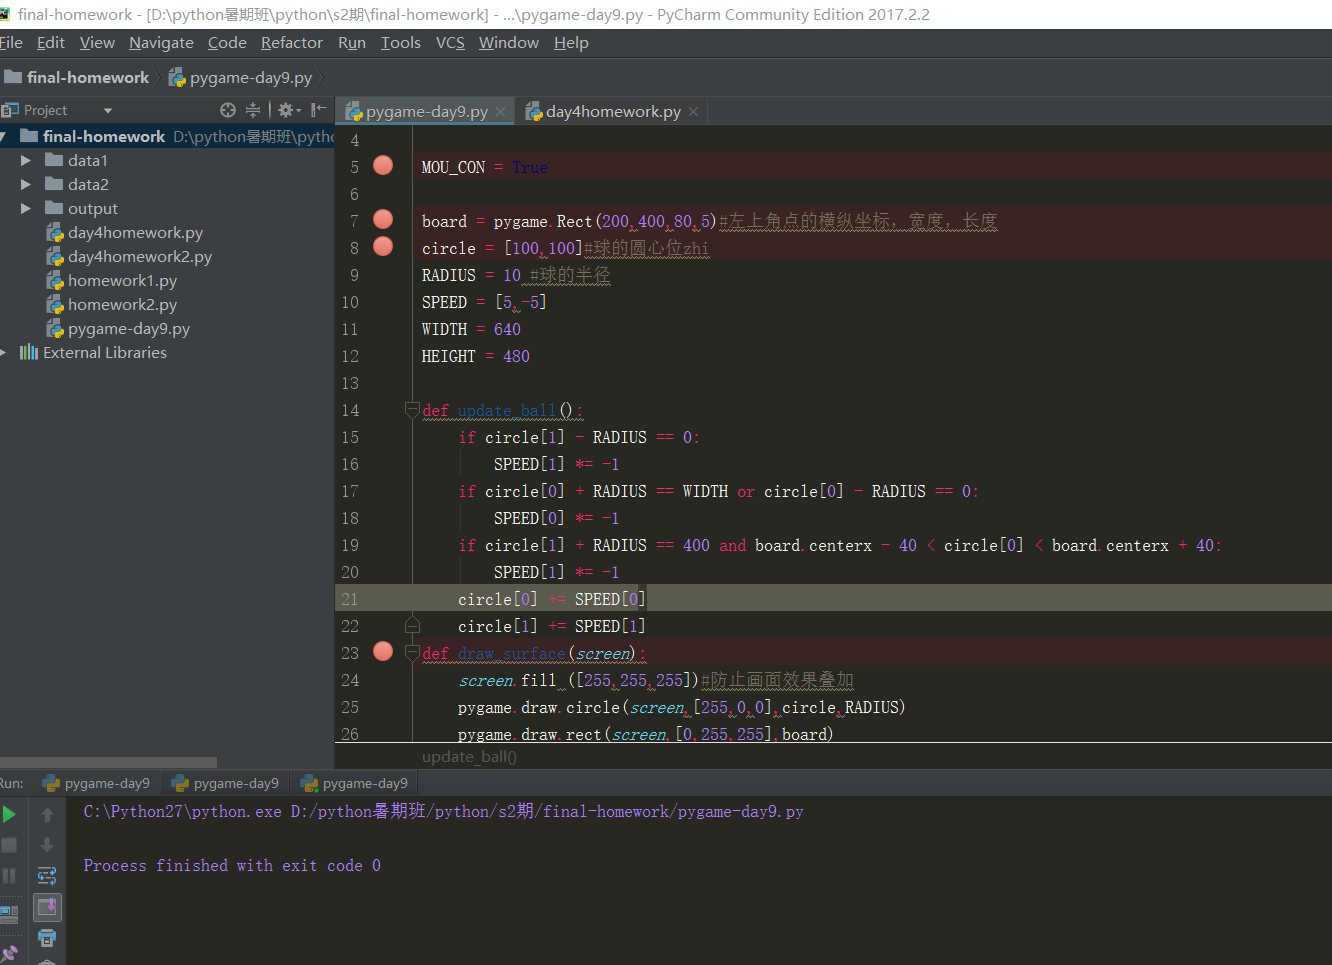 final-homework - [D:\python暑期班\python\s2期\final-homework] - ...\pygame-day9.py - PyCharm Community Edition 2017.2.2
File Edit View Navigate Code Refactor Run Tools VCS Window Help
final-homework pygame-day9.py
Project
pygame-day9.py day4homework.py
final-homework D:\python暑期班\pytho
data1
data2
output
day4homework.py
day4homework2.py
homework1.py
homework2.py
pygame-day9.py
External Libraries
4
5 MOU_CON = True
6
7 board = pygame.Rect(200,400,80,5)#左上角点的横纵坐标，宽度，长度
8 circle = [100,100]#球的圆心位zhi
9 RADIUS = 10 #球的半径
10 SPEED = [5,-5]
11 WIDTH = 640
12 HEIGHT = 480
13
14 def update_ball():
15 if circle[1] - RADIUS == 0:
16 SPEED[1] *= -1
17 if circle[0] + RADIUS == WIDTH or circle[0] - RADIUS == 0:
18 SPEED[0] *= -1
19 if circle[1] + RADIUS == 400 and board.centerx - 40 < circle[0] < board.centerx + 40:
20 SPEED[1] *= -1
21 circle[0] += SPEED[0]
22 circle[1] += SPEED[1]
23 def draw_surface(screen):
24 screen.fill ([255,255,255])#防止画面效果叠加
25 pygame.draw.circle(screen,[255,0,0],circle,RADIUS)
26 pygame.draw.rect(screen,[0,255,255],board)
update_ball()
Run: pygame-day9 pygame-day9 pygame-day9
C:\Python27\python.exe D:/python暑期班/python/s2期/final-homework/pygame-day9.py
Process finished with exit code 0